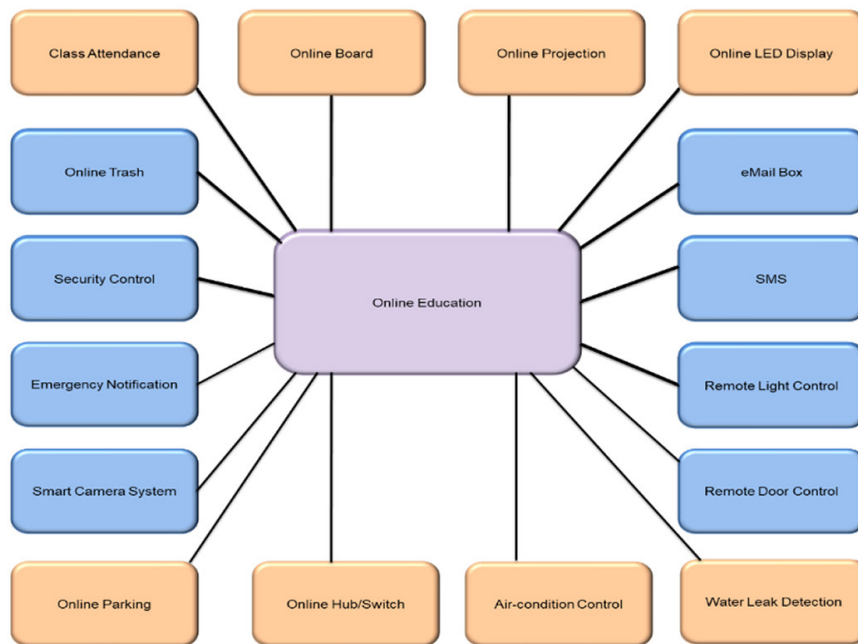 Class Attendance
Online Board
Online Projection
Online LED Display
Online Trash
eMail Box
Security Control
SMS
Online Education
Emergency Notification
Remote Light Control
Smart Camera System
Remote Door Control
Online Parking
Online Hub/Switch
Air-condition Control
Water Leak Detection